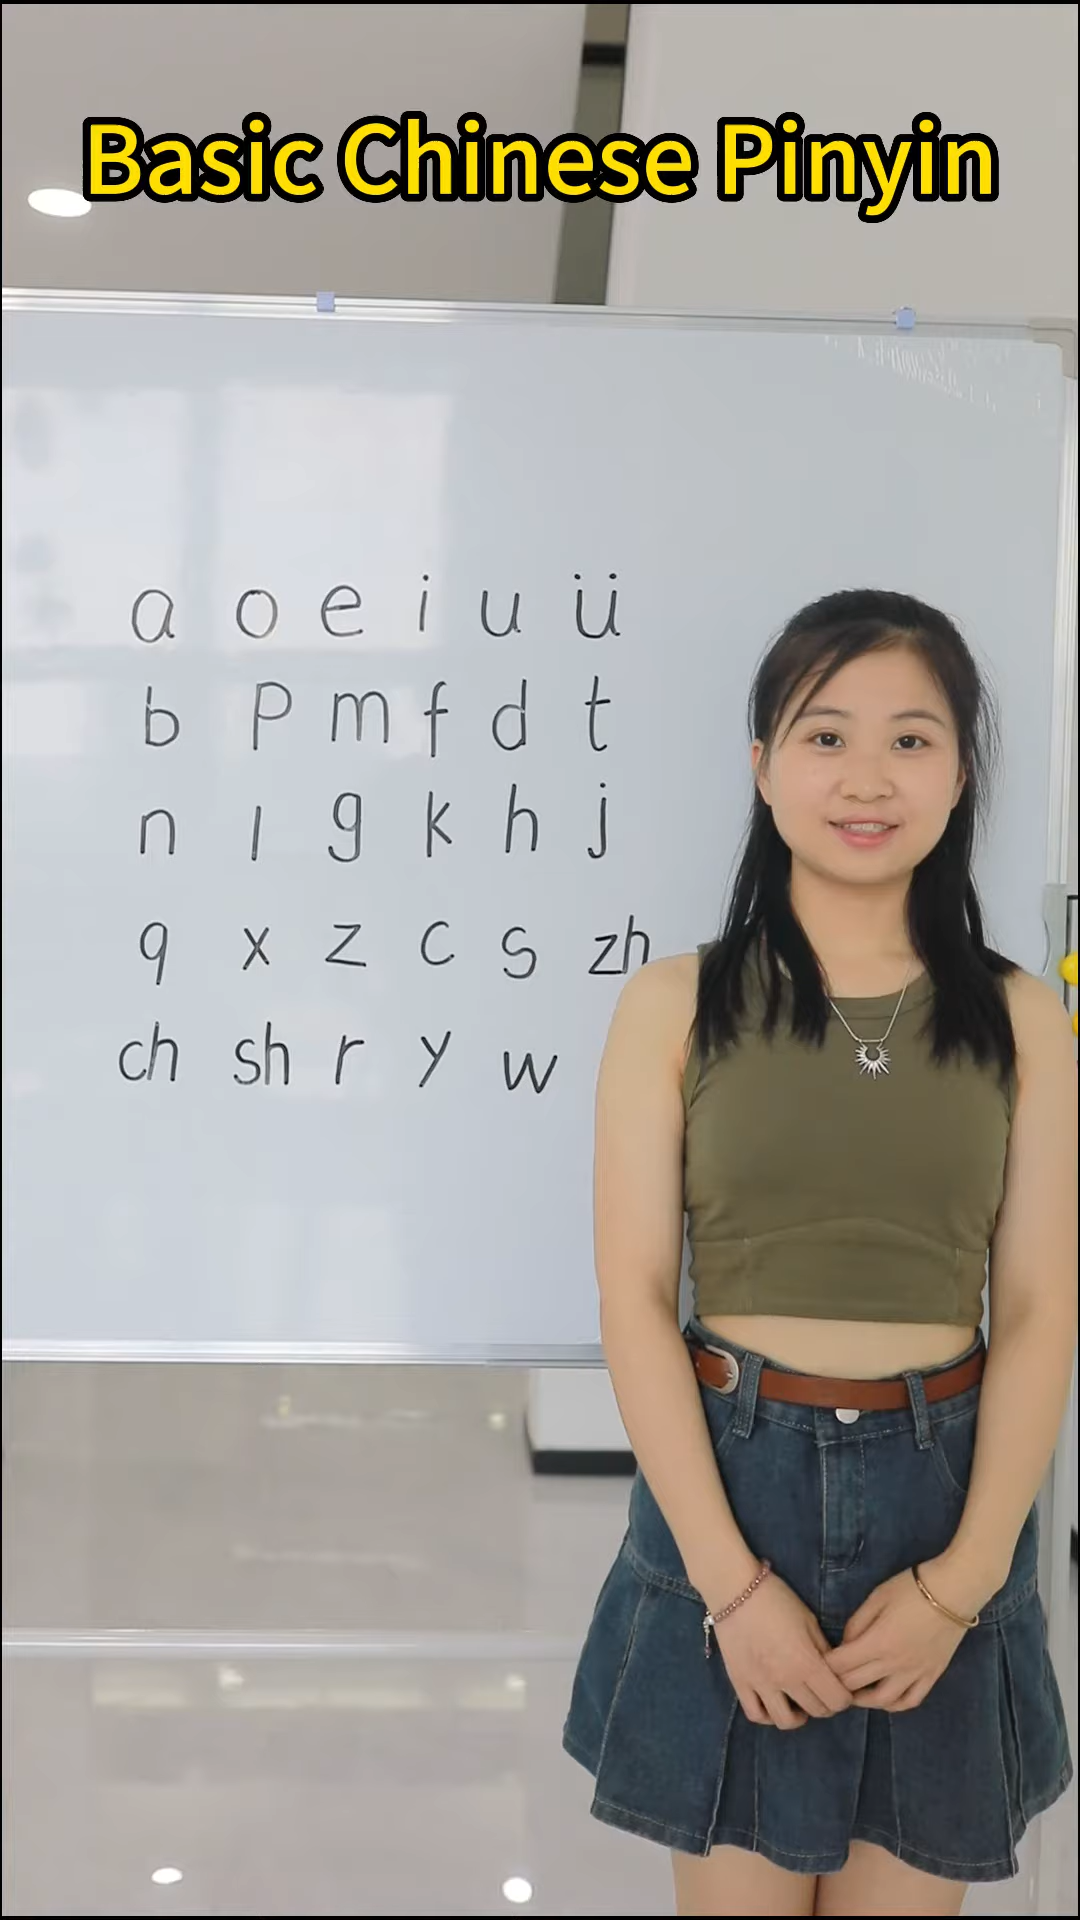 Basic Chinese Pinyin
a o e i u ü
b p m f d t
n l g k h j
q x z c s zh
ch sh r y w